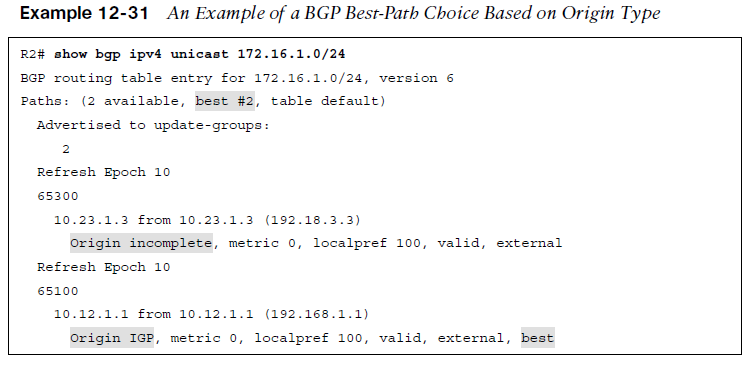 Example 12-31 An Example of a BGP Best-Path Choice Based on Origin Type
R2# show bgp ipv4 unicast 172.16.1.0/24
BGP routing table entry for 172.16.1.0/24, version 6
Paths: (2 available, best #2, table default)
Advertised to update-groups:
2
Refresh Epoch 10
65300
10.23.1.3 from 10.23.1.3 (192.18.3.3)
Origin incomplete, metric 0, localpref 100, valid, external
Refresh Epoch 10
65100
10.12.1.1 from 10.12.1.1 (192.168.1.1)
Origin IGP, metric 0, localpref 100, valid, external, best